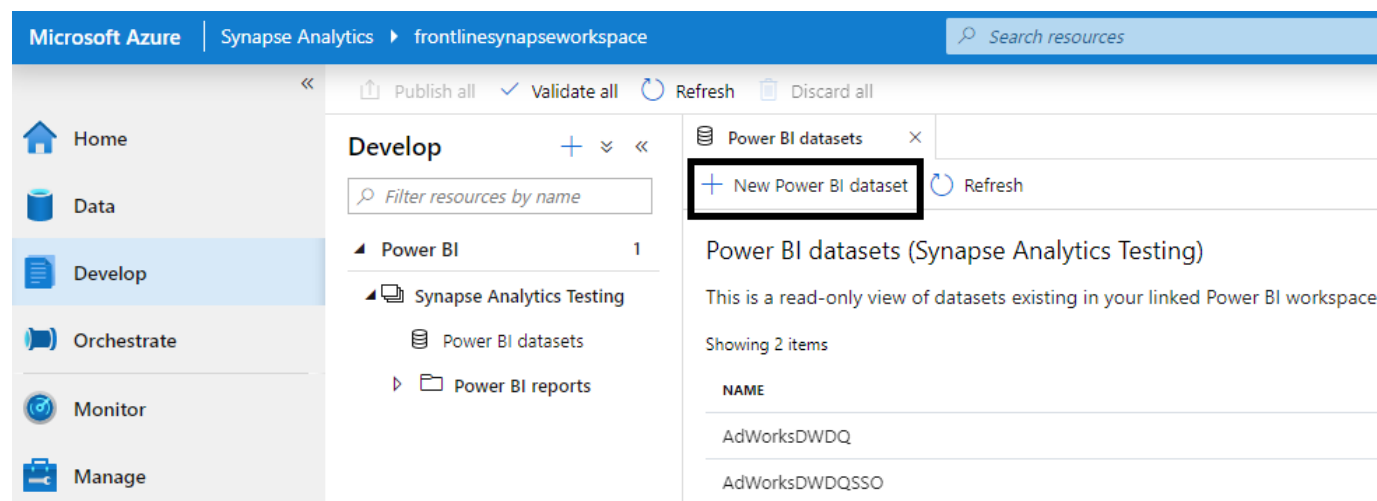 Microsoft Azure Synapse Analytics frontlinesynapseworkspace Search resources
Publish all Validate all Refresh Discard all
Home
Data
Develop
Orchestrate
Monitor
Manage
Develop
Filter resources by name
Power BI 1
Synapse Analytics Testing
Power BI datasets
Power BI reports
Power BI datasets
New Power BI dataset Refresh
Power BI datasets (Synapse Analytics Testing)
This is a read-only view of datasets existing in your linked Power BI workspace
Showing 2 items
NAME
AdWorksDWDQ
AdWorksDWDQSSO